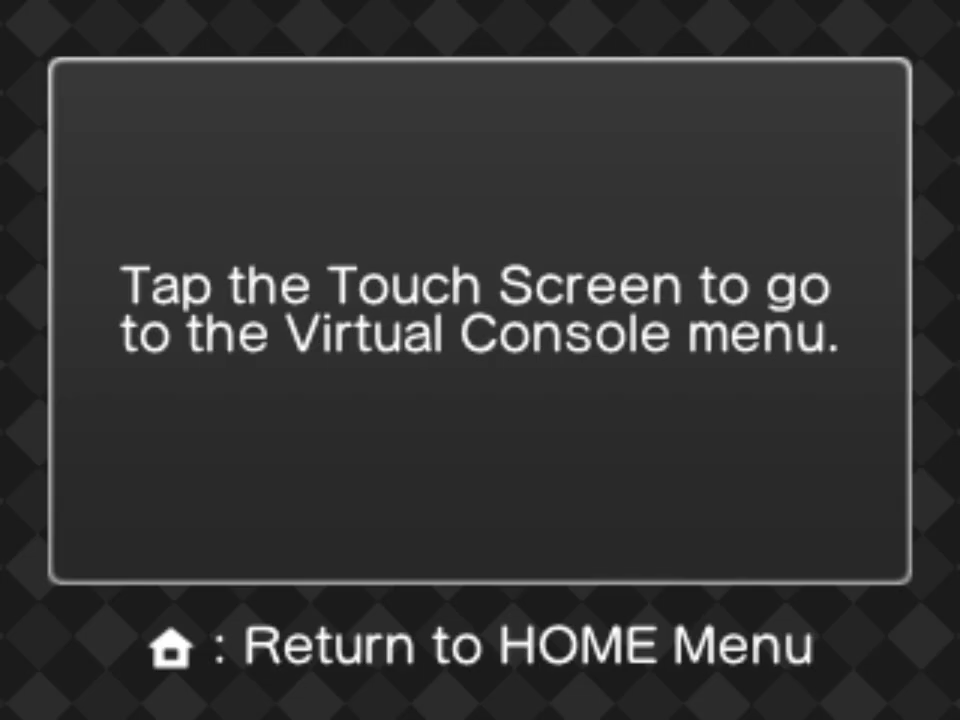 Tap the Touch Screen to go
to the Virtual Console menu.
: Return to HOME Menu